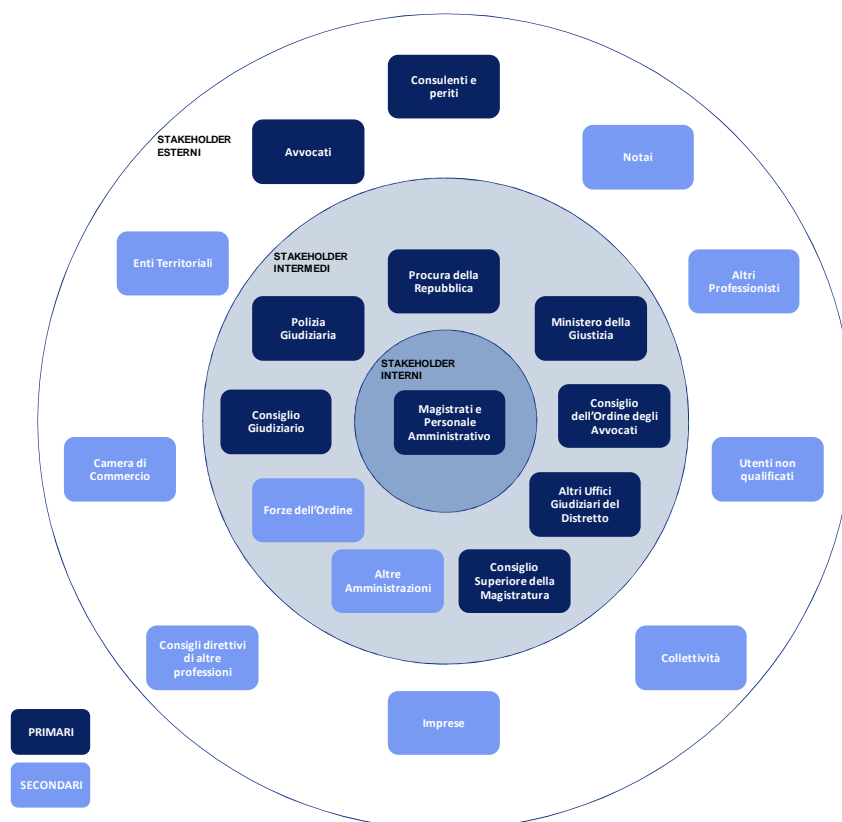 Consulenti e
periti
STAKEHOLDER
ESTERNI
Avvocati
Notai
Enti Territoriali
STAKEHOLDER
INTERMEDI
Procura della
Repubblica
Altri
Professionisti
Polizia
Giudiziaria
Ministero della
Giustizia
STAKEHOLDER
INTERNI
Consiglio
Giudiziario
Magistrati e
Personale
Amministrativo
Consiglio
dell'Ordine degli
Avvocati
Camera di
Commercio
Utenti non
qualificati
Forze dell'Ordine
Altri Uffici
Giudiziari del
Distretto
Altre
Amministrazioni
Consiglio
Superiore della
Magistratura
Consigli direttivi
di altre
professioni
Collettività
Imprese
PRIMARI
SECONDARI